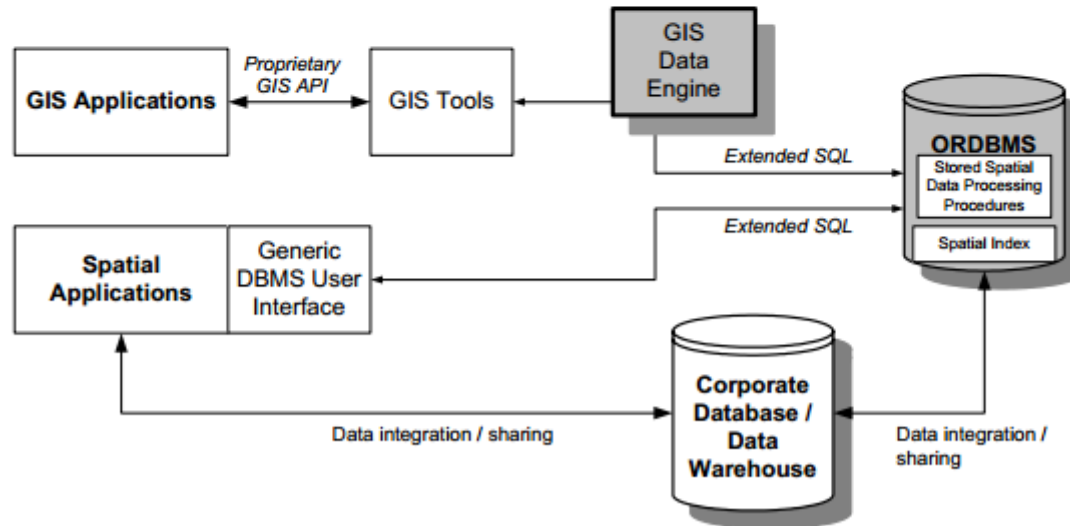 GIS Applications
Proprietary
GIS API
GIS Tools
GIS
Data
Engine
Extended SQL
ORDBMS
Stored Spatial
Data Processing
Procedures
Spatial Index
Extended SQL
Spatial
Applications
Generic
DBMS User
Interface
Corporate
Database /
Data
Warehouse
Data integration / sharing
Data integration /
sharing